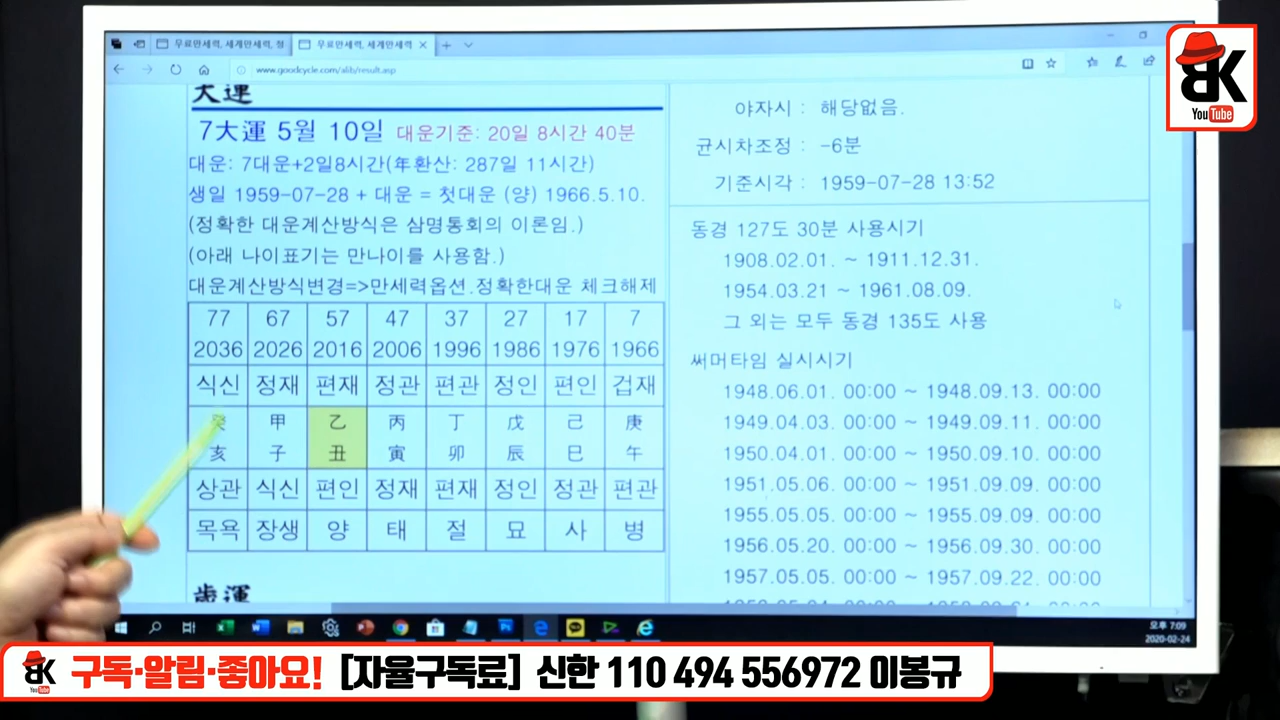 무료만세력, 세계만세력, 정
무료만세력, 세계만세력
www.goodcycle.com/alib/result.asp
大運
7大運 5월 10일 대운기준: 20일 8시간 40분
대운: 7대운+2일8시간(年환산: 287일 11시간)
생일 1959-07-28 + 대운 = 첫대운 (양) 1966.5.10.
(정확한 대운계산방식은 삼명통회의 이론임.)
(아래 나이표기는 만나이를 사용함.)
대운계산방식변경=>만세력옵션.정확한대운 체크해제
77 67 57 47 37 27 17 7
2036 2026 2016 2006 1996 1986 1976 1966
식신 정재 편재 정관 편관 정인 편인 겁재
癸 甲 乙 丙 丁 戊 己 庚
亥 子 丑 寅 卯 辰 巳 午
상관 식신 편인 정재 편재 정인 정관 편관
목욕 장생 양 태 절 묘 사 병
歩運
야자시 : 해당없음.
균시차조정 : -6분
기준시각 : 1959-07-28 13:52
동경 127도 30분 사용시기
1908.02.01. ~ 1911.12.31.
1954.03.21 ~ 1961.08.09.
그 외는 모두 동경 135도 사용
써머타임 실시시기
1948.06.01. 00:00 ~ 1948.09.13. 00:00
1949.04.03. 00:00 ~ 1949.09.11. 00:00
1950.04.01. 00:00 ~ 1950.09.10. 00:00
1951.05.06. 00:00 ~ 1951.09.09. 00:00
1955.05.05. 00:00 ~ 1955.09.09. 00:00
1956.05.20. 00:00 ~ 1956.09.30. 00:00
1957.05.05. 00:00 ~ 1957.09.22. 00:00
오후 7:09
2020-02-24
BK
YouTube
BK
YouTube
구독·알림·좋아요! [자율구독료] 신한 110 494 556972 이봉규